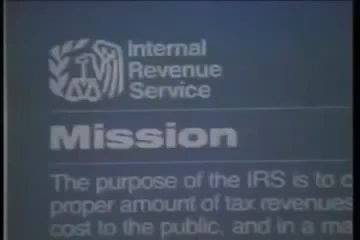 Internal
Revenue
Service
Mission
The purpose of the IRS is to
proper amount of tax revenues
cost to the public, and in a